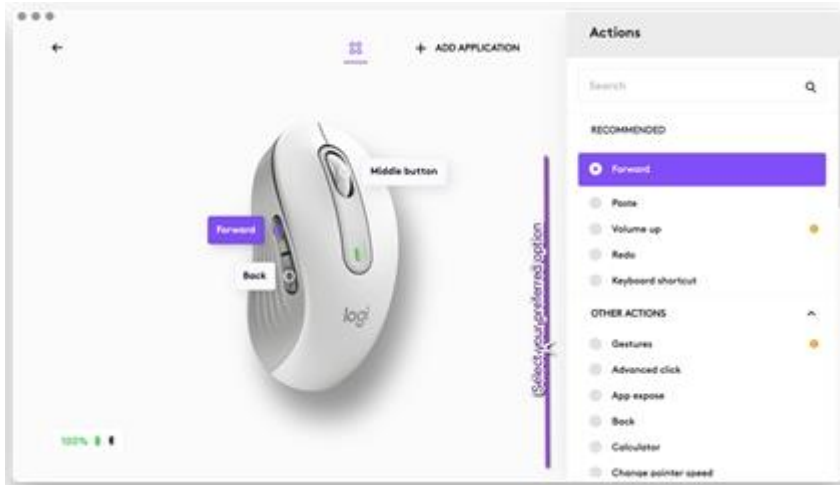 Actions
+ ADD APPLICATION
Search
RECOMMENDED
Middle button
Forward
Forward
Paste
Volume up
Redo
Back
Keyboard shortcut
(Select your preferred option
logi
OTHER ACTIONS
Gestures
Advanced click
App expose
Back
Calculator
Change pointer speed
100%